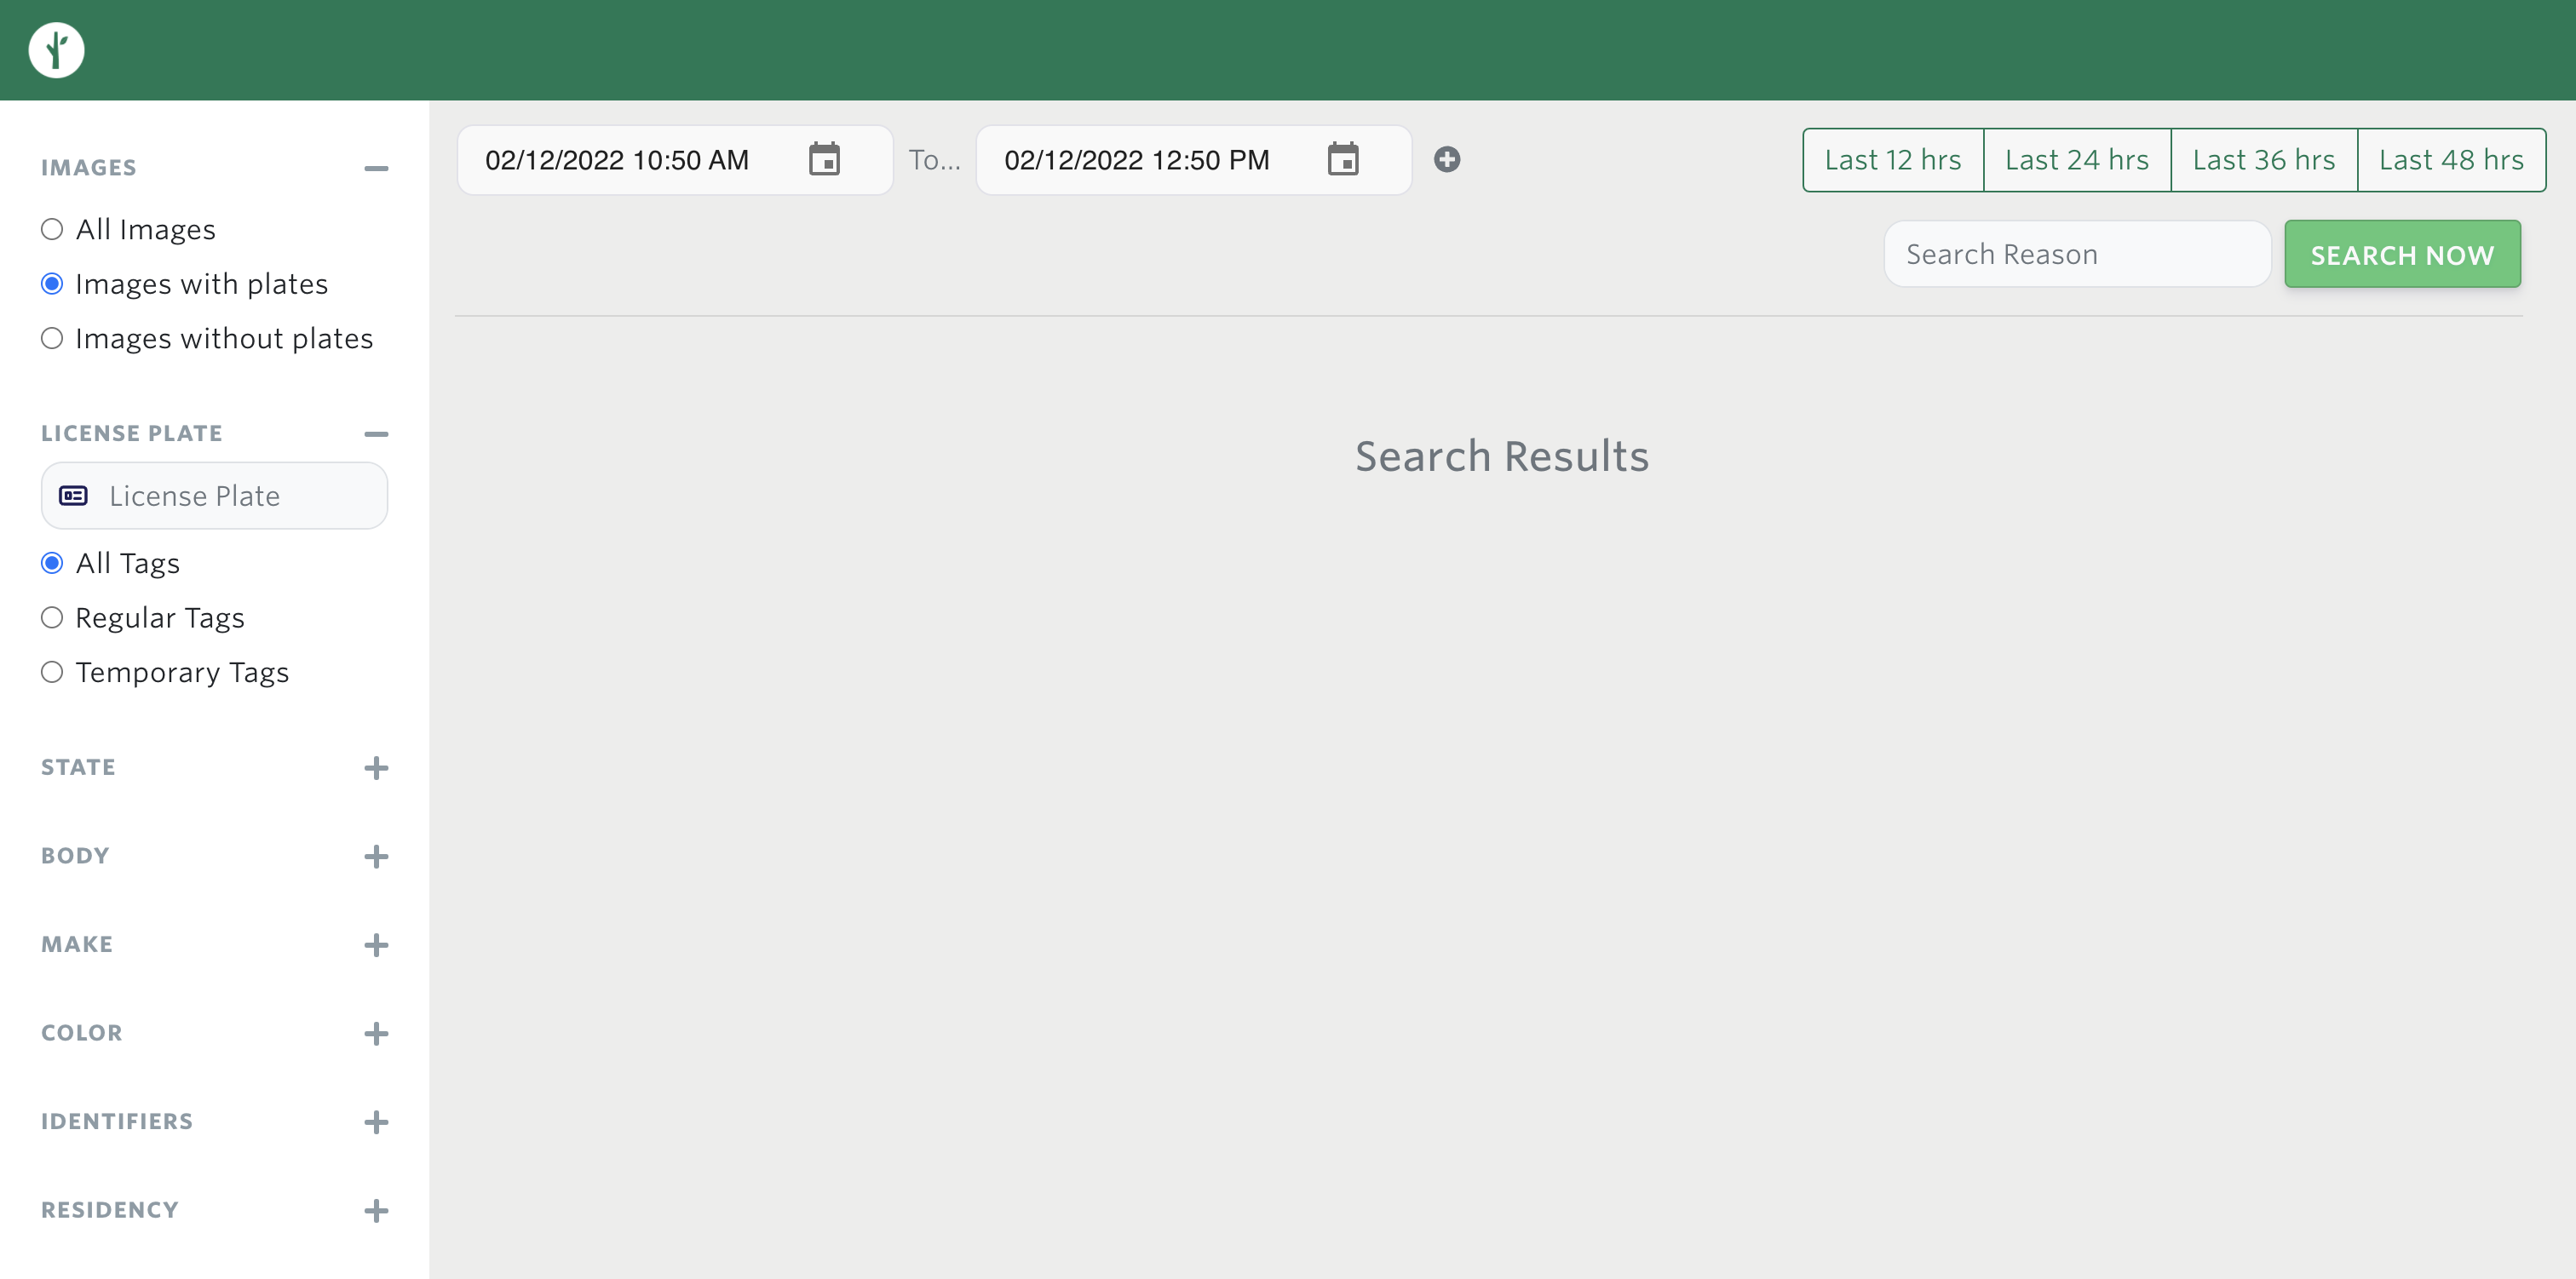 IMAGES
All Images
Images with plates
Images without plates
LICENSE PLATE
License Plate
All Tags
Regular Tags
Temporary Tags
STATE
BODY
MAKE
COLOR
IDENTIFIERS
RESIDENCY
02/12/2022 10:50 AM To... 02/12/2022 12:50 PM
Last 12 hrs Last 24 hrs Last 36 hrs Last 48 hrs
Search Reason SEARCH NOW
Search Results